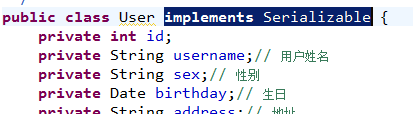 public class User implements Serializable {
private int id;
private String username;// 用户姓名
private String sex;// 性别
private Date birthday;// 生日
private String address;// 地址